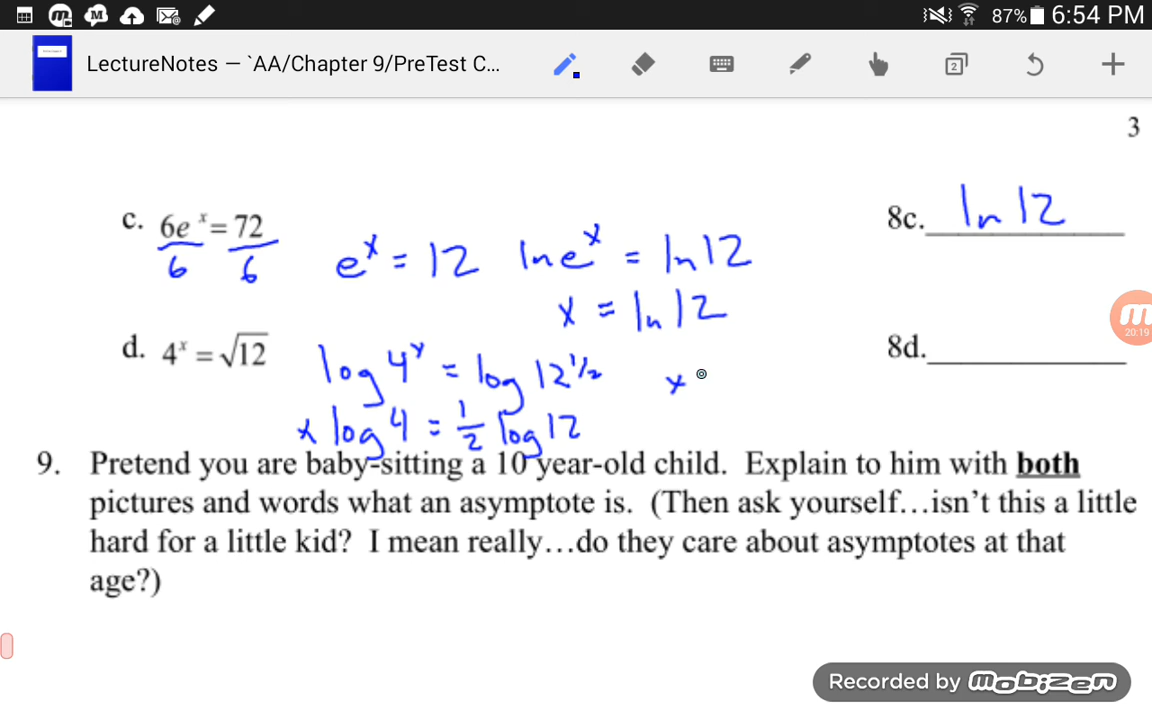 87% 6:54 PM
LectureNotes — `AA/Chapter 9/PreTest C...
2
3
c. 6e^x = 72
6 6
e^x = 12 ln e^x = ln 12
x = ln 12
8c. ln 12
20:19
d. 4^x = √12
log 4^x = log 12^1/2
x
x log 4 = 1/2 log 12
8d.
9. Pretend you are baby-sitting a 10 year-old child. Explain to him with both
pictures and words what an asymptote is. (Then ask yourself…isn’t this a little
hard for a little kid? I mean really…do they care about asymptotes at that
age?)
Recorded by mobizen